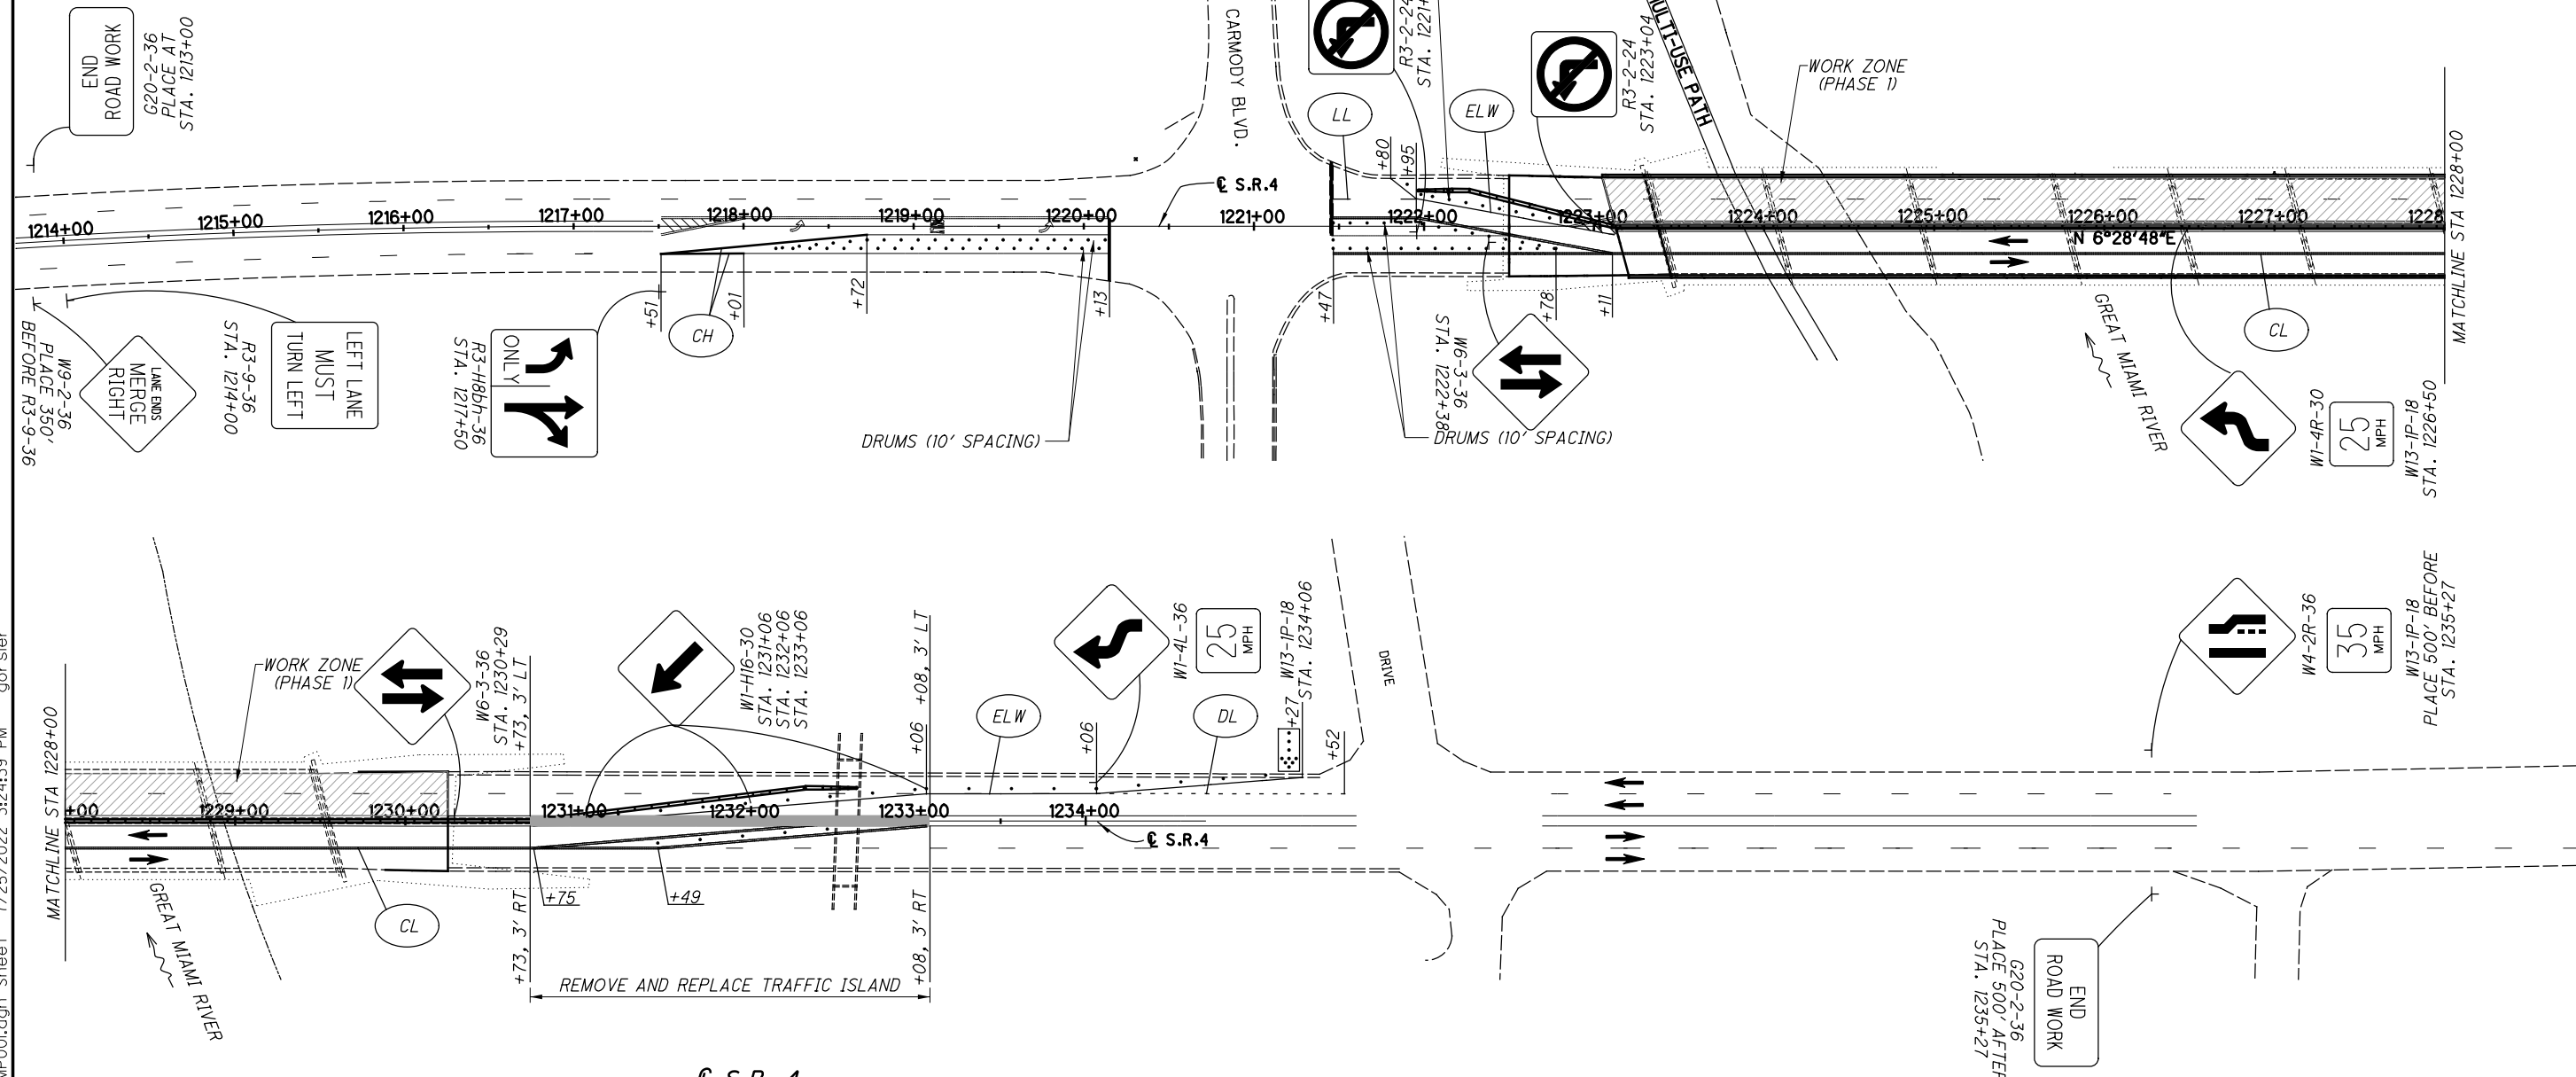 END
ROAD WORK
G20-2-36
PLACE AT
STA. 1213+00
CARMODY BLVD.
R3-2-24
STA. 1221+
R3-2-24
STA. 1223+04
MULTI-USE PATH
WORK ZONE
(PHASE 1)
LL
ELW
+80
+95
℄ S.R.4
1214+00
1215+00
1216+00
1217+00
1218+00
1219+00
1220+00
1221+00
1222+00
1223+00
1224+00
1225+00
1226+00
1227+00
1228
N 6°28'48"E
MATCHLINE STA 1228+00
+51
+01
+72
+13
+47
+78
+11
CH
CL
W9-2-36
PLACE 350'
BEFORE R3-9-36
LANE ENDS
MERGE
RIGHT
R3-9-36
STA. 1214+00
LEFT LANE
MUST
TURN LEFT
R3-H8bh-36
STA. 1217+50
ONLY
DRUMS (10' SPACING)
DRUMS (10' SPACING)
W6-3-36
STA. 1222+38
GREAT MIAMI RIVER
W1-4R-30
25
MPH
W13-1P-18
STA. 1226+50
MATCHLINE STA 1228+00
WORK ZONE
(PHASE 1)
W6-3-36
STA. 1230+29
+73, 3' LT
W1-H16-30
STA. 1231+06
STA. 1232+06
STA. 1233+06
+06
+08, 3' LT
ELW
+06
W1-4L-36
25
MPH
W13-1P-18
STA. 1234+06
DL
+27
+52
DRIVE
W4-2R-36
35
MPH
W13-1P-18
PLACE 500' BEFORE
STA. 1235+27
+00
1229+00
1230+00
1231+00
1232+00
1233+00
1234+00
℄ S.R.4
GREAT MIAMI RIVER
CL
+73, 3' RT
+75
+49
+08, 3' RT
REMOVE AND REPLACE TRAFFIC ISLAND
G20-2-36
PLACE 500' AFTER
STA. 1235+27
END
ROAD WORK
℄ S.R. 4